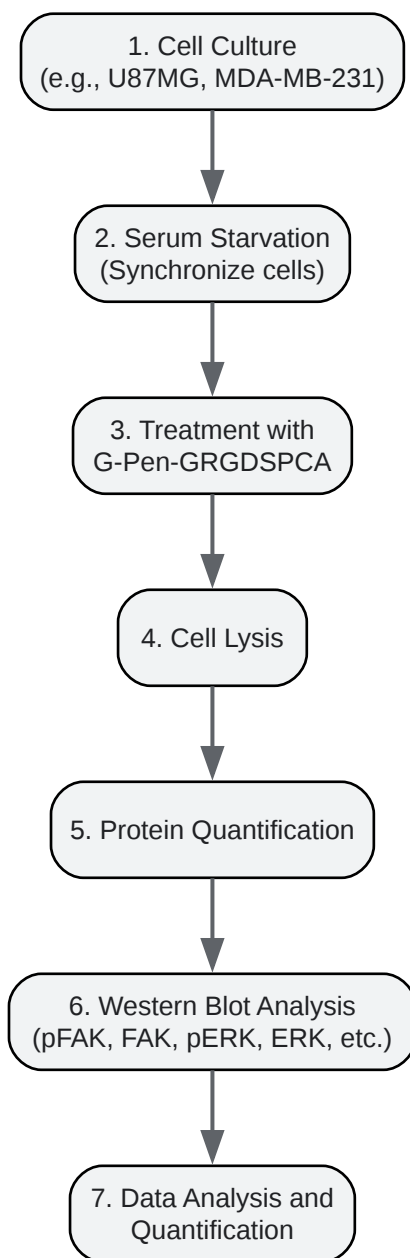 1. Cell Culture
(e.g., U87MG, MDA-MB-231)
2. Serum Starvation
(Synchronize cells)
3. Treatment with
G-Pen-GRGDSPCA
4. Cell Lysis
5. Protein Quantification
6. Western Blot Analysis
(pFAK, FAK, pERK, ERK, etc.)
7. Data Analysis and
Quantification